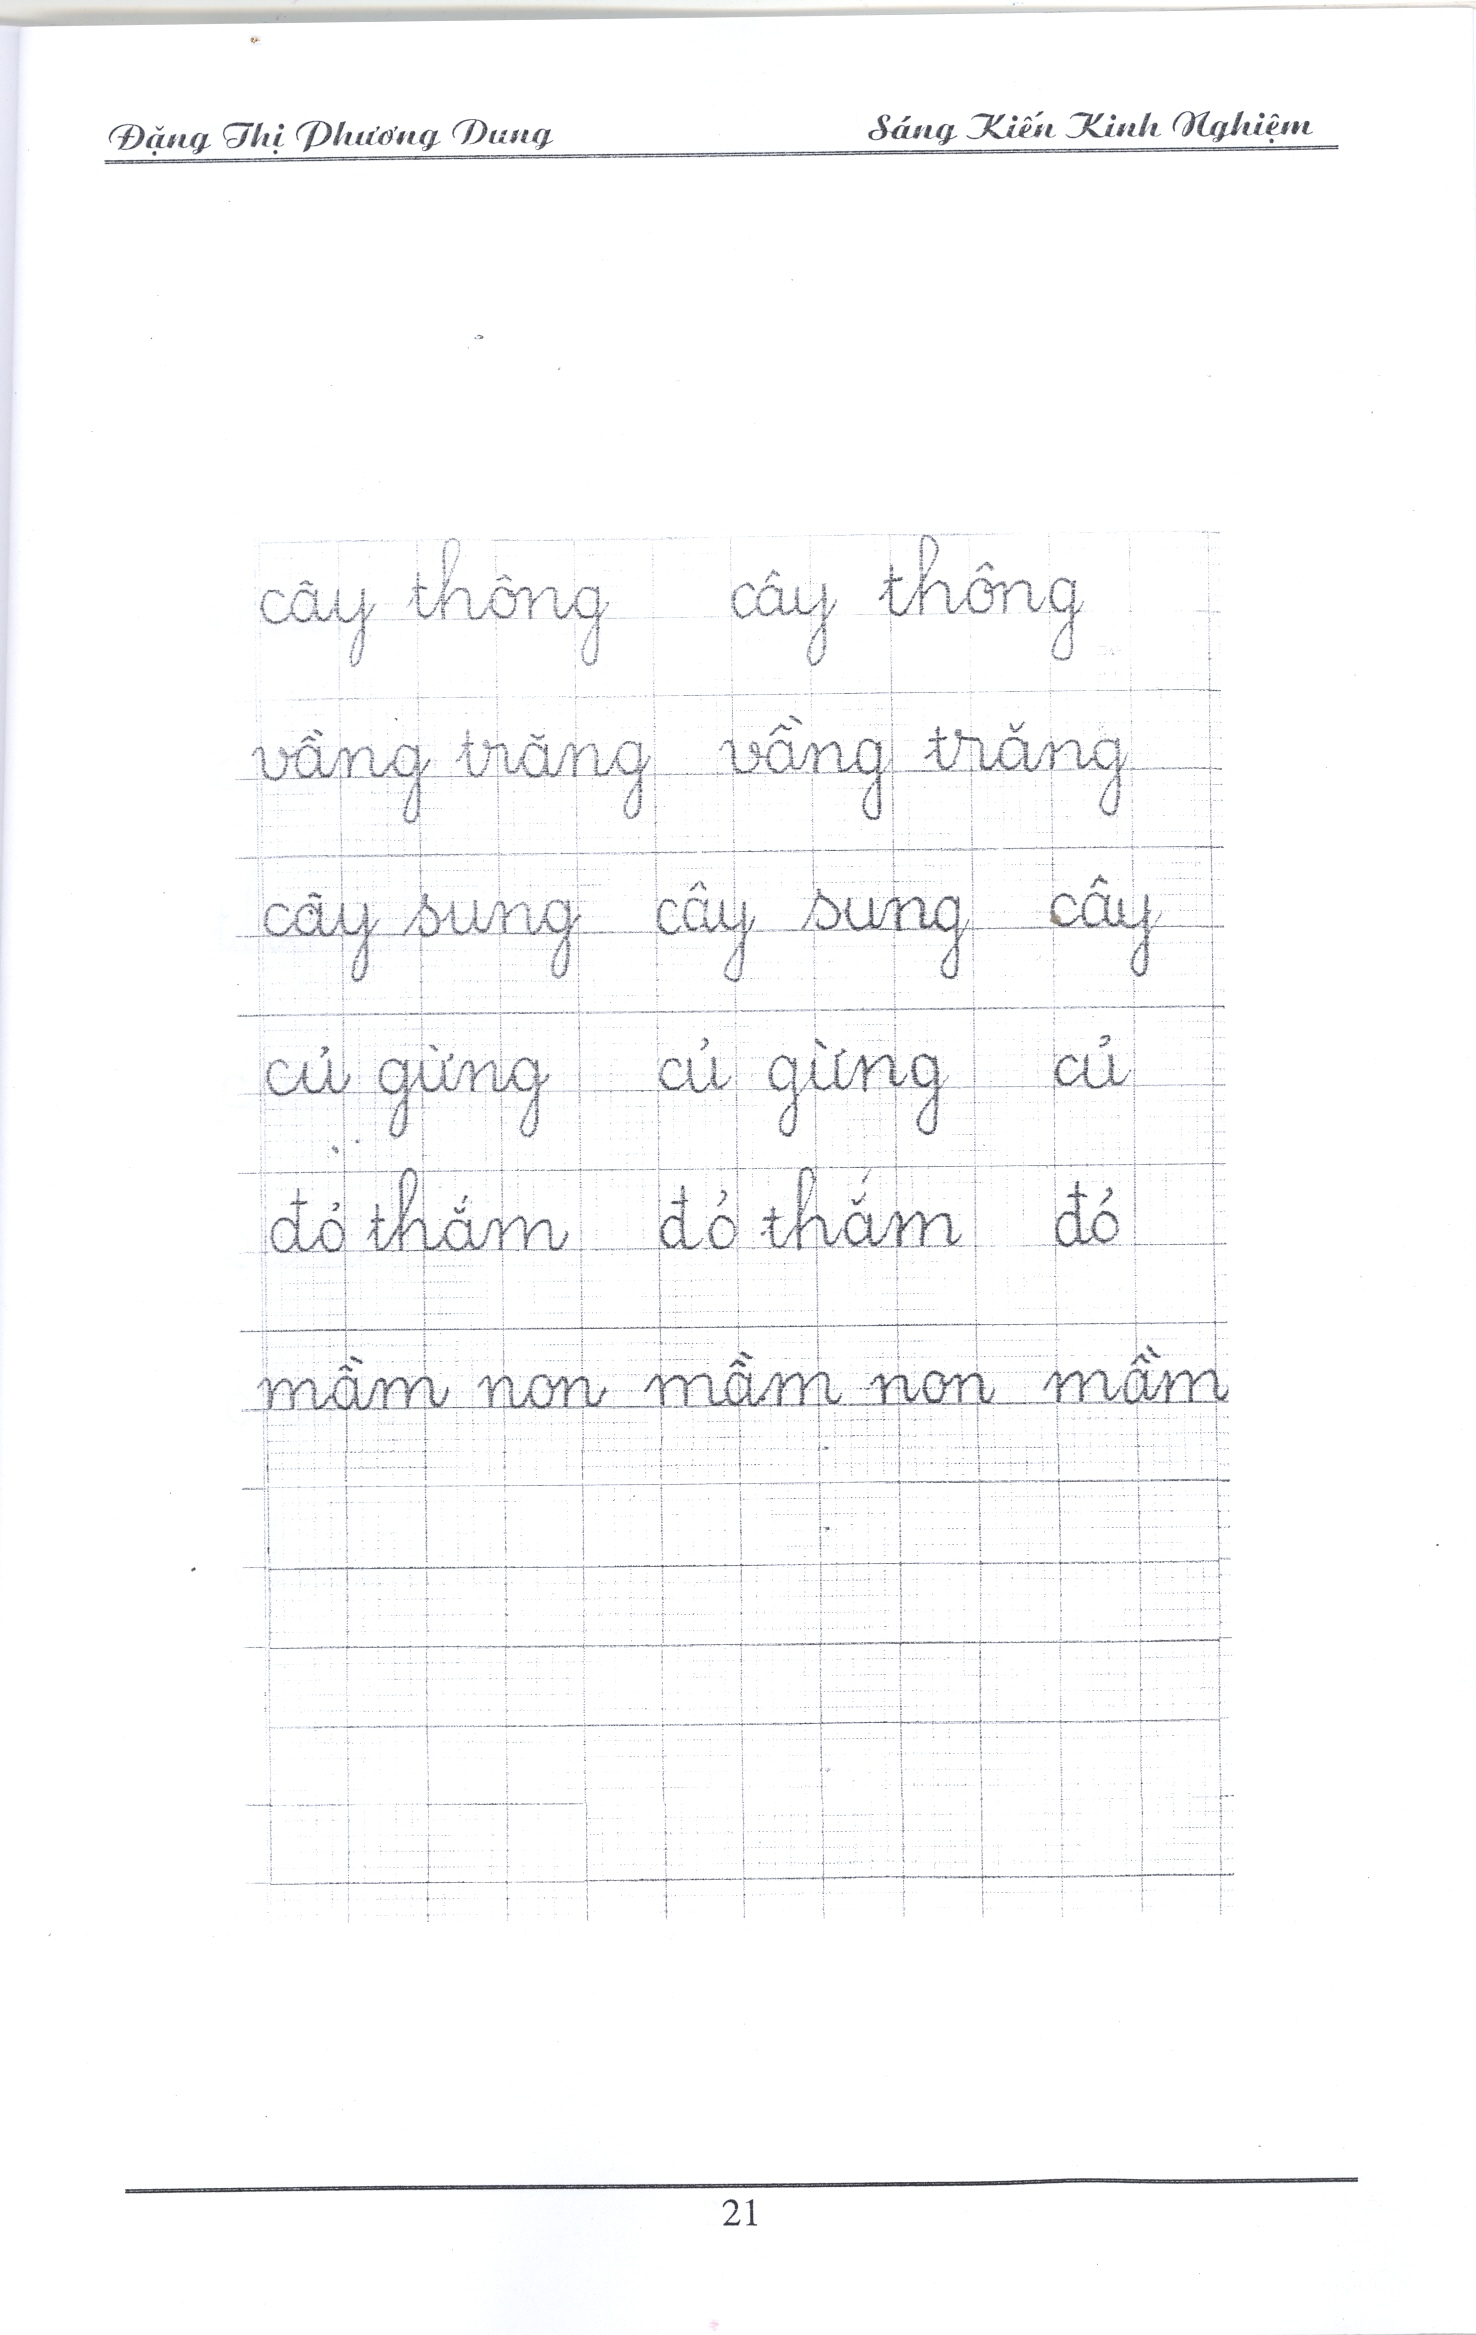 Đặng Thị Phương Dung Sáng Kiến Kinh Nghiệm
cây thông cây thông
vầng trăng vầng trăng
cây sung cây sung cây
củ gừng củ gừng củ
đỏ thắm đỏ thắm đỏ
mầm non mầm non mầm
21